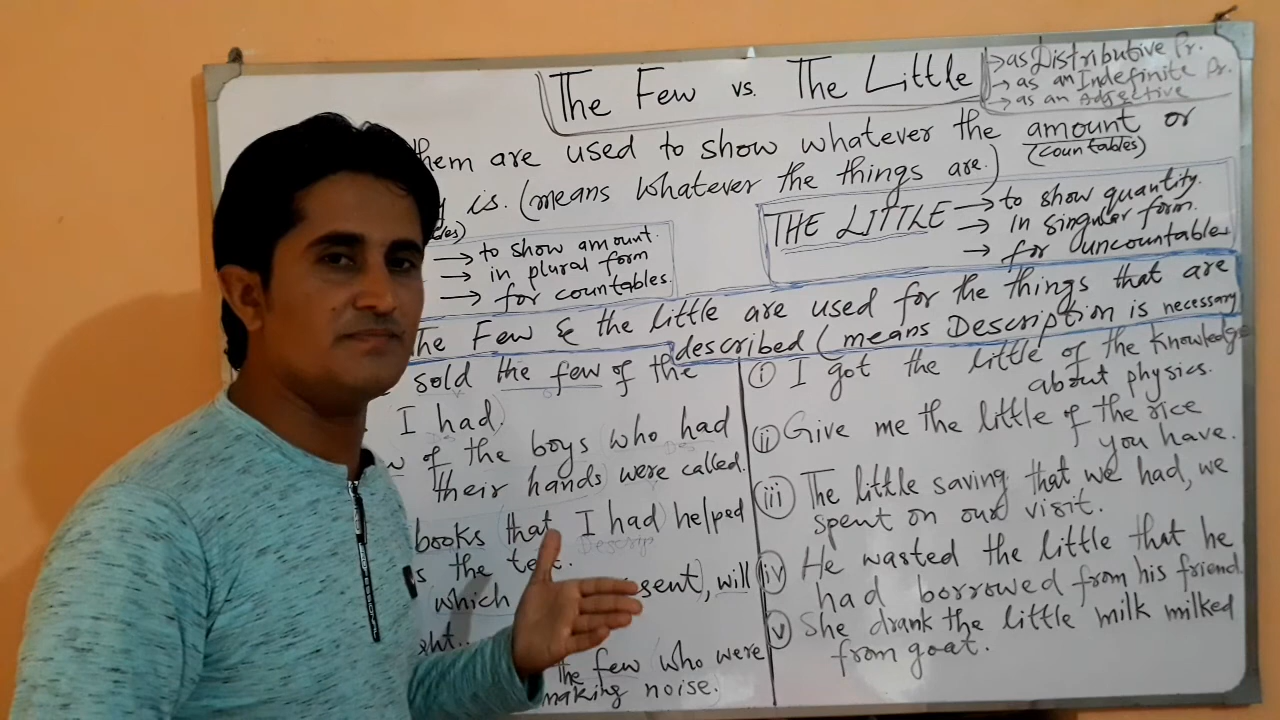 The Few vs. The Little
→ as Distributive Pr.
→ as an Indefinite Pr.
→ as an Adjective
them are used to show whatever the amount or
(countables)
is. (means whatever the things are.)
→ to show amount.
→ in plural form
→ for countables.
THE LITTLE → to show quantity.
→ in singular form.
→ for uncountables
The Few & the little are used for the things that are
described (means Description is necessary
sold the few of the
I had)
of the boys who had
their hands) were called.
books (that I had) helped
Descrip
the test.
(which sent), will
the few who were
making noise.
(i) I got the little of the knowledge
about physics.
(ii) Give me the little of the rice
you have.
(iii) The little saving that we had, we
spent on our visit.
(iv) He wasted the little that he
had borrowed from his friend.
(v) She drank the little milk milked
from goat.